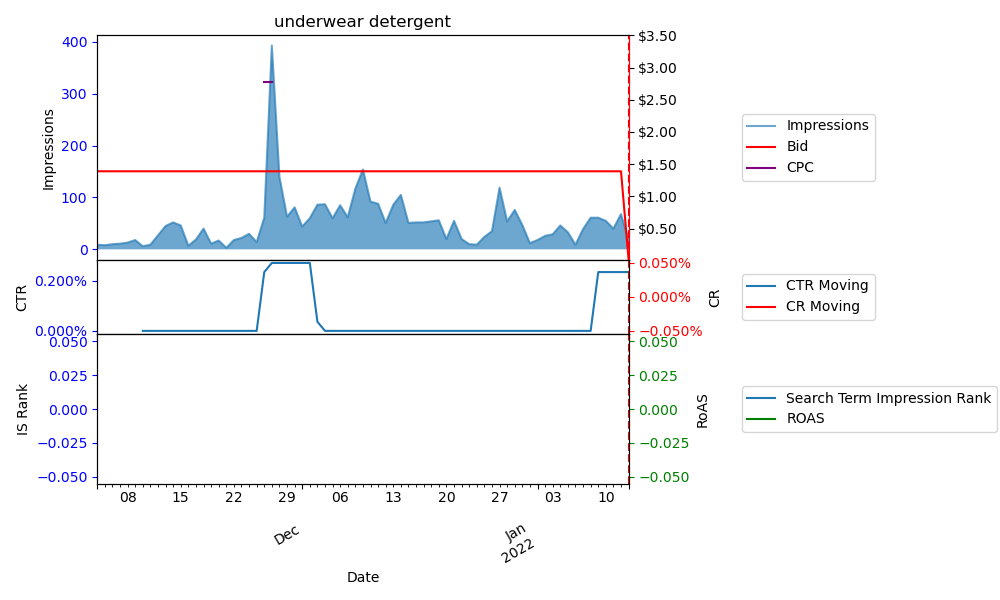 underwear detergent
400
300
200
100
0
Impressions
$3.50
$3.00
$2.50
$2.00
$1.50
$1.00
$0.50
Impressions
Bid
CPC
0.200%
0.000%
CTR
0.050%
0.000%
−0.050%
CR
CTR Moving
CR Moving
0.050
0.025
0.000
−0.025
−0.050
IS Rank
0.050
0.025
0.000
−0.025
−0.050
RoAS
Search Term Impression Rank
ROAS
08 15 22 29 06 13 20 27 03 10
Dec
Jan
2022
Date